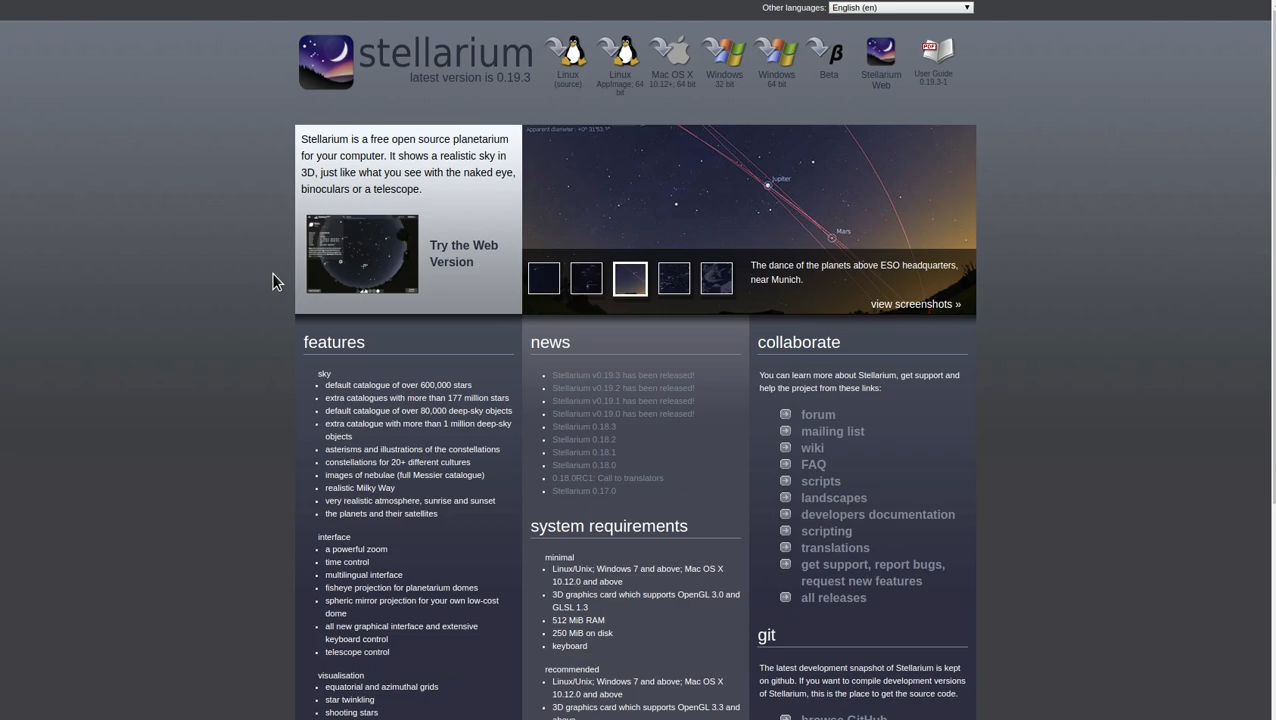 Other languages: English (en)
stellarium
latest version is 0.19.3
Linux
(source)
Linux
AppImage; 64
bit
Mac OS X
10.12+; 64 bit
Windows
32 bit
Windows
64 bit
β
Beta
Stellarium
Web
PDF
User Guide
0.19.3-1
Stellarium is a free open source planetarium
for your computer. It shows a realistic sky in
3D, just like what you see with the naked eye,
binoculars or a telescope.
Try the Web
Version
Apparent diameter: +0° 31'53.?"
Jupiter
Mars
The dance of the planets above ESO headquarters,
near Munich.
view screenshots »
features
sky
default catalogue of over 600,000 stars
extra catalogues with more than 177 million stars
default catalogue of over 80,000 deep-sky objects
extra catalogue with more than 1 million deep-sky
objects
asterisms and illustrations of the constellations
constellations for 20+ different cultures
images of nebulae (full Messier catalogue)
realistic Milky Way
very realistic atmosphere, sunrise and sunset
the planets and their satellites
interface
a powerful zoom
time control
multilingual interface
fisheye projection for planetarium domes
spheric mirror projection for your own low-cost
dome
all new graphical interface and extensive
keyboard control
telescope control
visualisation
equatorial and azimuthal grids
star twinkling
shooting stars
news
Stellarium v0.19.3 has been released!
Stellarium v0.19.2 has been released!
Stellarium v0.19.1 has been released!
Stellarium v0.19.0 has been released!
Stellarium 0.18.3
Stellarium 0.18.2
Stellarium 0.18.1
Stellarium 0.18.0
0.18.0RC1: Call to translators
Stellarium 0.17.0
system requirements
minimal
Linux/Unix; Windows 7 and above; Mac OS X
10.12.0 and above
3D graphics card which supports OpenGL 3.0 and
GLSL 1.3
512 MiB RAM
250 MiB on disk
keyboard
recommended
Linux/Unix; Windows 7 and above; Mac OS X
10.12.0 and above
3D graphics card which supports OpenGL 3.3 and
above
collaborate
You can learn more about Stellarium, get support and
help the project from these links:
forum
mailing list
wiki
FAQ
scripts
landscapes
developers documentation
scripting
translations
get support, report bugs,
request new features
all releases
git
The latest development snapshot of Stellarium is kept
on github. If you want to compile development versions
of Stellarium, this is the place to get the source code.
browse GitHub